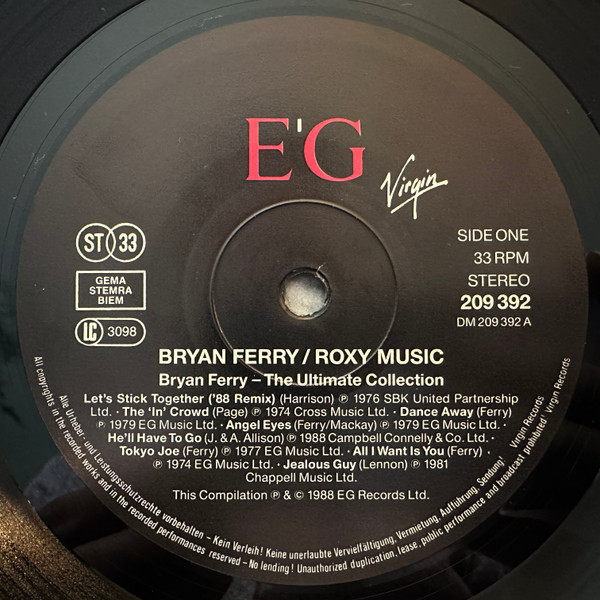 E'G
Virgin
ST 33
GEMA
STEMRA
BIEM
LC 3098
SIDE ONE
33 RPM
STEREO
209 392
DM 209 392 A
BRYAN FERRY / ROXY MUSIC
Bryan Ferry – The Ultimate Collection
Let's Stick Together ('88 Remix) (Harrison) ℗ 1976 SBK United Partnership
Ltd. · The 'In' Crowd (Page) ℗ 1974 Cross Music Ltd. · Dance Away (Ferry)
℗ 1979 EG Music Ltd. · Angel Eyes (Ferry/Mackay) ℗ 1979 EG Music Ltd. ·
He'll Have To Go (J. & A. Allison) ℗ 1988 Campbell Connelly & Co. Ltd. ·
Tokyo Joe (Ferry) ℗ 1977 EG Music Ltd. · All I Want Is You (Ferry) ·
℗ 1974 EG Music Ltd. · Jealous Guy (Lennon) ℗ 1981
Chappell Music Ltd.
This Compilation ℗ & © 1988 EG Records Ltd.
Alle Urheber- und Leistungsschutzrechte vorbehalten – Kein Verleih! Keine unerlaubte Vervielfältigung, Vermietung, Aufführung, Sendung! Virgin Records
All copyrights in the recorded works and in the recorded performances reserved – No lending! Unauthorized duplication, lease, public performance and broadcast prohibited Virgin Records